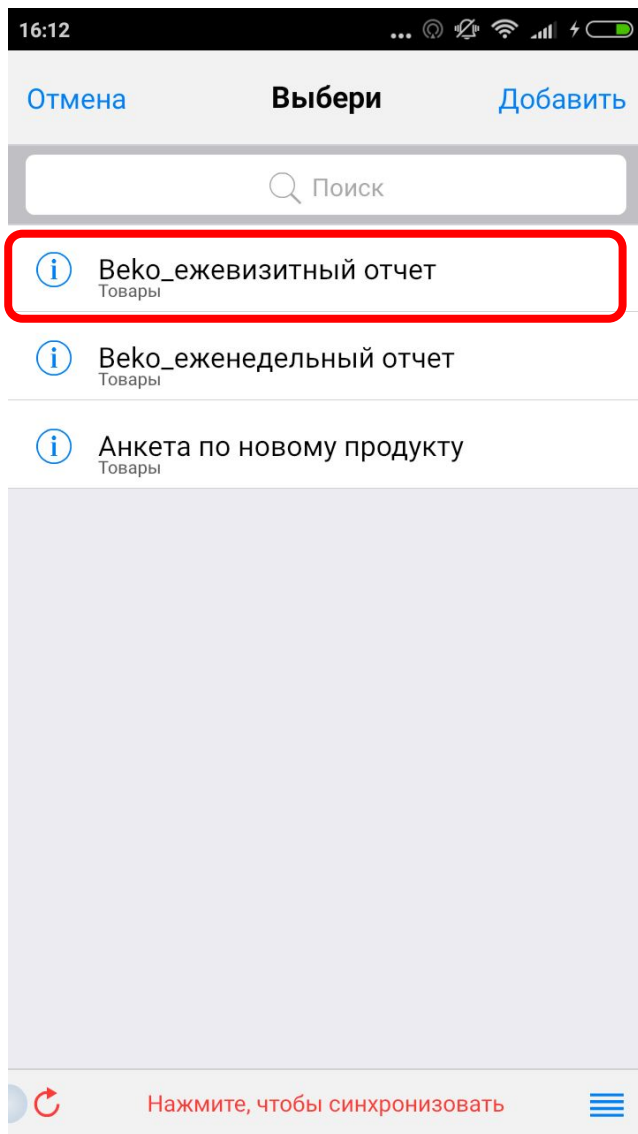 16:12
Отмена Выбери Добавить
Поиск
Beko_ежевизитный отчет
Товары
Beko_еженедельный отчет
Товары
Анкета по новому продукту
Товары
Нажмите, чтобы синхронизовать